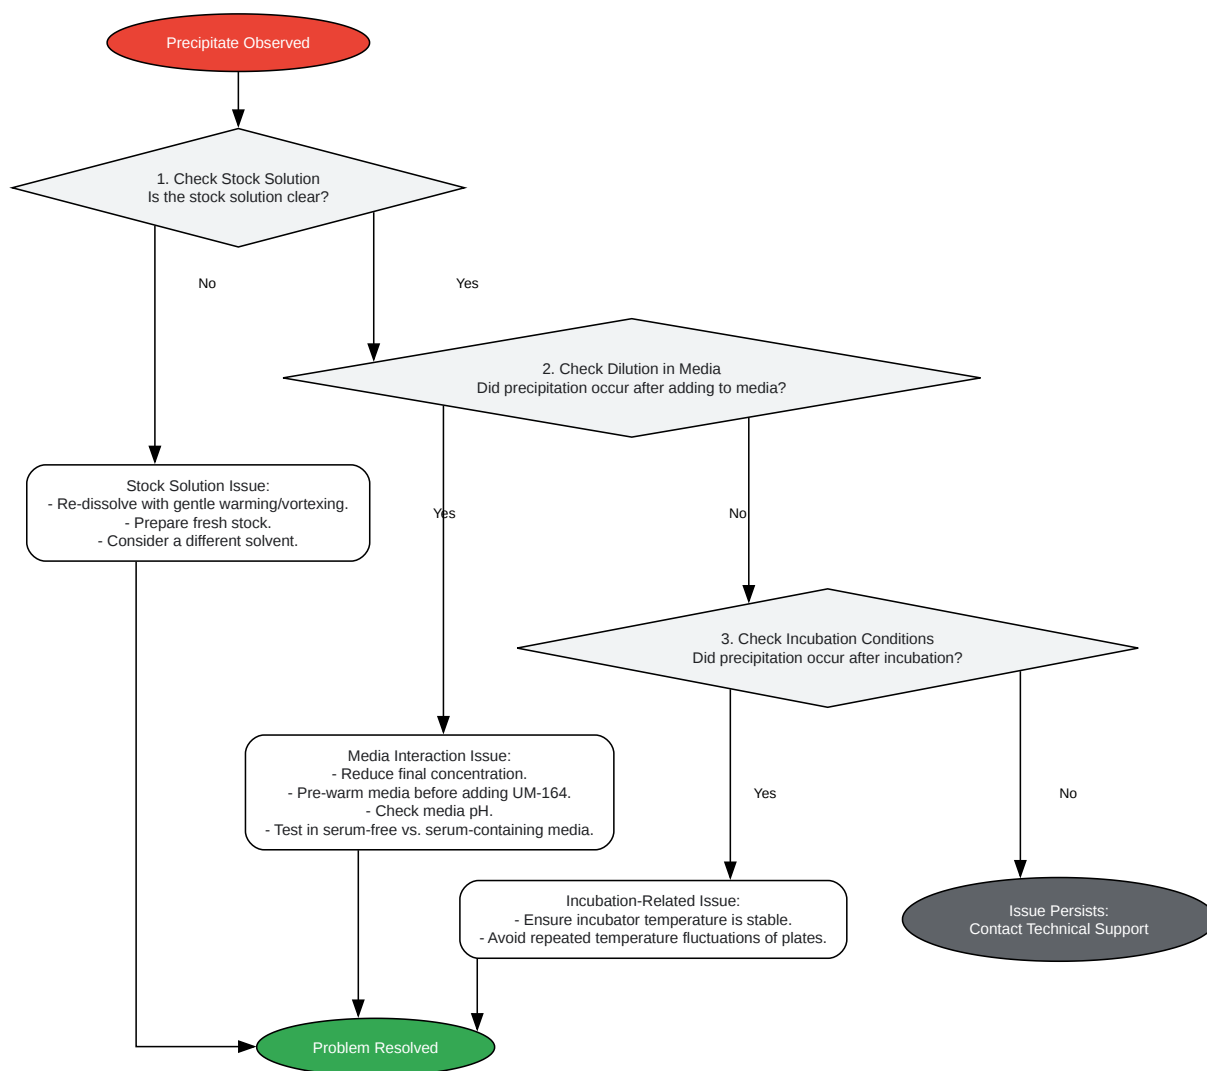 Precipitate Observed
1. Check Stock Solution
Is the stock solution clear?
No
Yes
2. Check Dilution in Media
Did precipitation occur after adding to media?
Stock Solution Issue:
- Re-dissolve with gentle warming/vortexing.
- Prepare fresh stock.
- Consider a different solvent.
Yes
No
3. Check Incubation Conditions
Did precipitation occur after incubation?
Media Interaction Issue:
- Reduce final concentration.
- Pre-warm media before adding UM-164.
- Check media pH.
- Test in serum-free vs. serum-containing media.
Yes
No
Incubation-Related Issue:
- Ensure incubator temperature is stable.
- Avoid repeated temperature fluctuations of plates.
Issue Persists:
Contact Technical Support
Problem Resolved